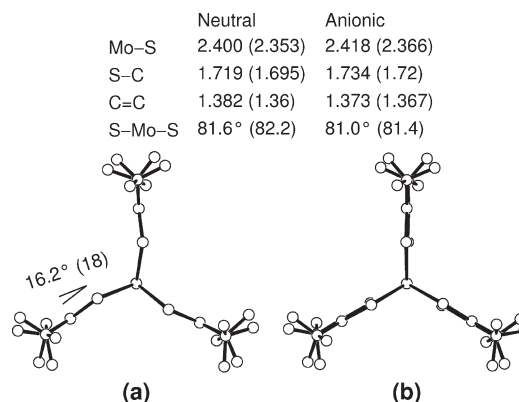 Neutral Anionic
Mo–S 2.400 (2.353) 2.418 (2.366)
S–C 1.719 (1.695) 1.734 (1.72)
C=C 1.382 (1.36) 1.373 (1.367)
S–Mo–S 81.6° (82.2) 81.0° (81.4)
16.2° (18)
(a) (b)